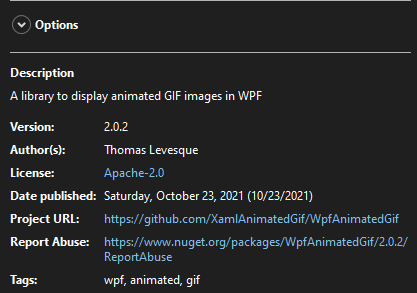 Options
Description
A library to display animated GIF images in WPF
Version: 2.0.2
Author(s): Thomas Levesque
License: Apache-2.0
Date published: Saturday, October 23, 2021 (10/23/2021)
Project URL: https://github.com/XamlAnimatedGif/WpfAnimatedGif
Report Abuse: https://www.nuget.org/packages/WpfAnimatedGif/2.0.2/
ReportAbuse
Tags: wpf, animated, gif